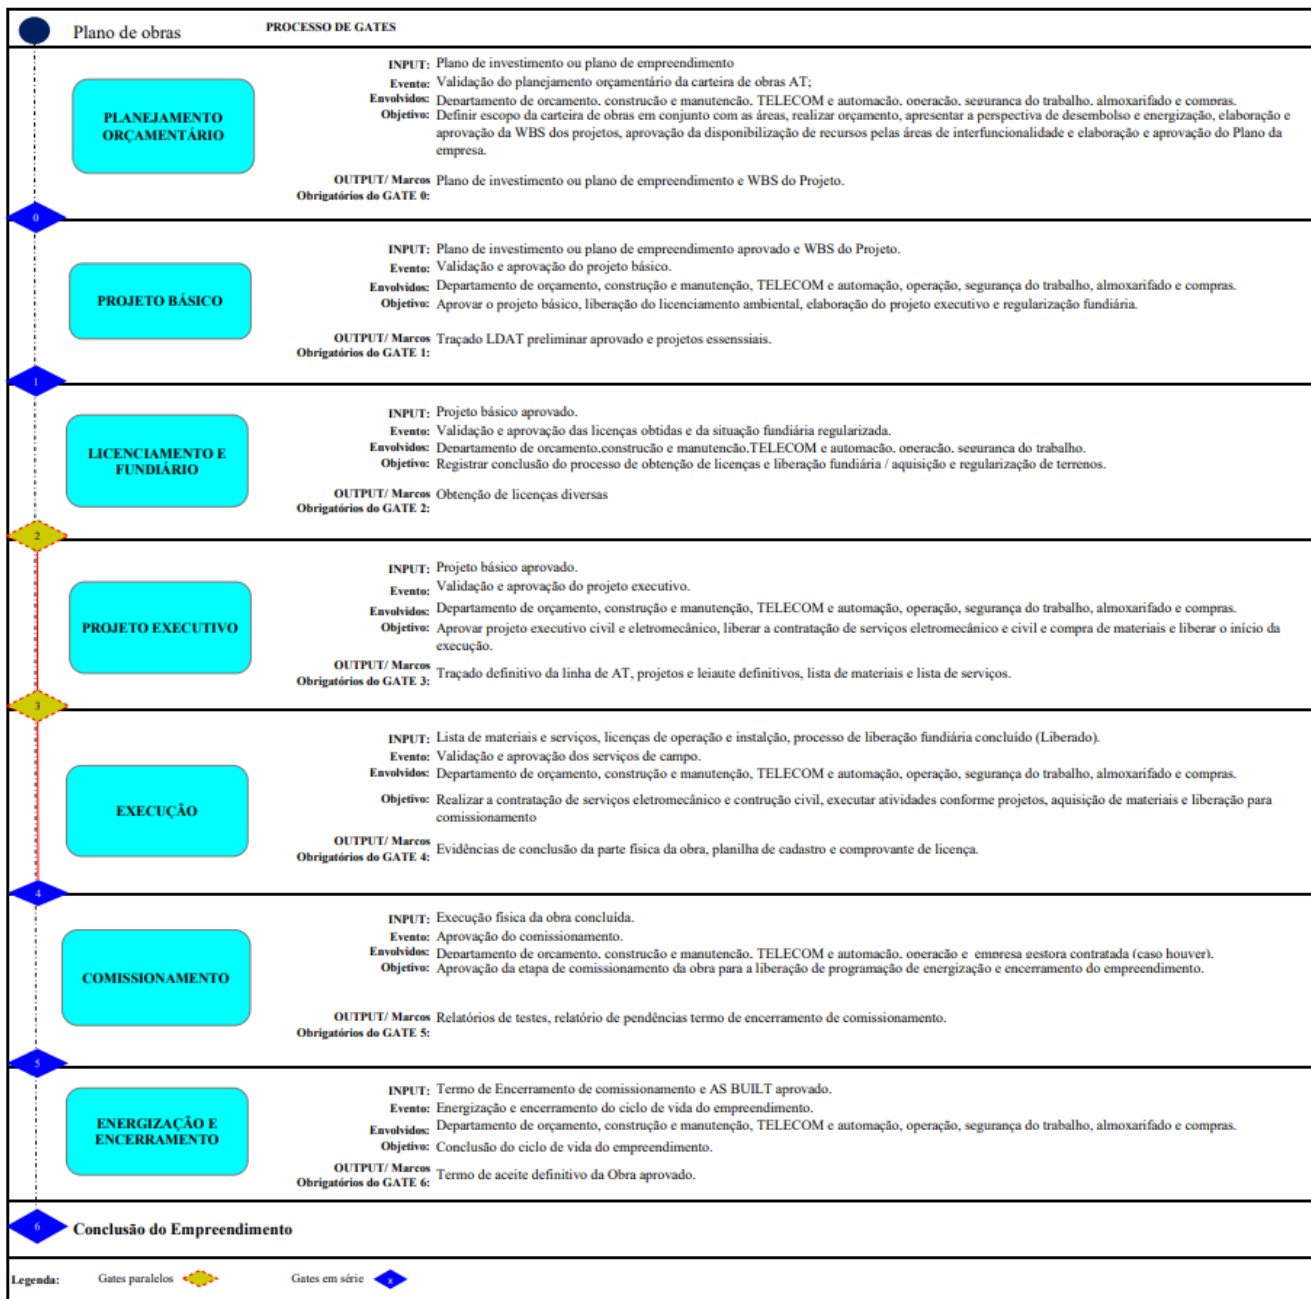 Plano de obras
PROCESSO DE GATES
PLANEJAMENTO
ORÇAMENTÁRIO
INPUT: Plano de investimento ou plano de empreendimento
Evento: Validação do planejamento orçamentário da carteira de obras AT;
Envolvidos: Departamento de orçamento, construção e manutenção, TELECOM e automação, operação, segurança do trabalho, almoxarifado e compras.
Objetivo: Definir escopo da carteira de obras em conjunto com as áreas, realizar orçamento, apresentar a perspectiva de desembolso e energização, elaboração e
aprovação da WBS dos projetos, aprovação da disponibilização de recursos pelas áreas de interfuncionalidade e elaboração e aprovação do Plano da
empresa.
OUTPUT/ Marcos Plano de investimento ou plano de empreendimento e WBS do Projeto.
Obrigatórios do GATE 0:
0
PROJETO BÁSICO
INPUT: Plano de investimento ou plano de empreendimento aprovado e WBS do Projeto.
Evento: Validação e aprovação do projeto básico.
Envolvidos: Departamento de orçamento, construção e manutenção, TELECOM e automação, operação, segurança do trabalho, almoxarifado e compras.
Objetivo: Aprovar o projeto básico, liberação do licenciamento ambiental, elaboração do projeto executivo e regularização fundiária.
OUTPUT/ Marcos Traçado LDAT preliminar aprovado e projetos essenssiais.
Obrigatórios do GATE 1:
1
LICENCIAMENTO E
FUNDIÁRIO
INPUT: Projeto básico aprovado.
Evento: Validação e aprovação das licenças obtidas e da situação fundiária regularizada.
Envolvidos: Departamento de orçamento,construção e manutenção,TELECOM e automação, operação, segurança do trabalho.
Objetivo: Registrar conclusão do processo de obtenção de licenças e liberação fundiária / aquisição e regularização de terrenos.
OUTPUT/ Marcos Obtenção de licenças diversas
Obrigatórios do GATE 2:
2
PROJETO EXECUTIVO
INPUT: Projeto básico aprovado.
Evento: Validação e aprovação do projeto executivo.
Envolvidos: Departamento de orçamento, construção e manutenção, TELECOM e automação, operação, segurança do trabalho, almoxarifado e compras.
Objetivo: Aprovar projeto executivo civil e eletromecânico, liberar a contratação de serviços eletromecânico e civil e compra de materiais e liberar o início da
execução.
OUTPUT/ Marcos
Obrigatórios do GATE 3: Traçado definitivo da linha de AT, projetos e leiaute definitivos, lista de materiais e lista de serviços.
3
EXECUÇÃO
INPUT: Lista de materiais e serviços, licenças de operação e instalção, processo de liberação fundiária concluído (Liberado).
Evento: Validação e aprovação dos serviços de campo.
Envolvidos: Departamento de orçamento, construção e manutenção, TELECOM e automação, operação, segurança do trabalho, almoxarifado e compras.
Objetivo: Realizar a contratação de serviços eletromecânico e contrução civil, executar atividades conforme projetos, aquisição de materiais e liberação para
comissionamento
OUTPUT/ Marcos
Obrigatórios do GATE 4: Evidências de conclusão da parte física da obra, planilha de cadastro e comprovante de licença.
4
COMISSIONAMENTO
INPUT: Execução física da obra concluída.
Evento: Aprovação do comissionamento.
Envolvidos: Departamento de orçamento, construção e manutenção, TELECOM e automação, operação e empresa gestora contratada (caso houver).
Objetivo: Aprovação da etapa de comissionamento da obra para a liberação de programação de energização e encerramento do empreendimento.
OUTPUT/ Marcos Relatórios de testes, relatório de pendências termo de encerramento de comissionamento.
Obrigatórios do GATE 5:
5
ENERGIZAÇÃO E
ENCERRAMENTO
INPUT: Termo de Encerramento de comissionamento e AS BUILT aprovado.
Evento: Energização e encerramento do ciclo de vida do empreendimento.
Envolvidos: Departamento de orçamento, construção e manutenção, TELECOM e automação, operação, segurança do trabalho, almoxarifado e compras.
Objetivo: Conclusão do ciclo de vida do empreendimento.
OUTPUT/ Marcos
Obrigatórios do GATE 6: Termo de aceite definitivo da Obra aprovado.
6 Conclusão do Empreendimento
Legenda: Gates paralelos Gates em série x